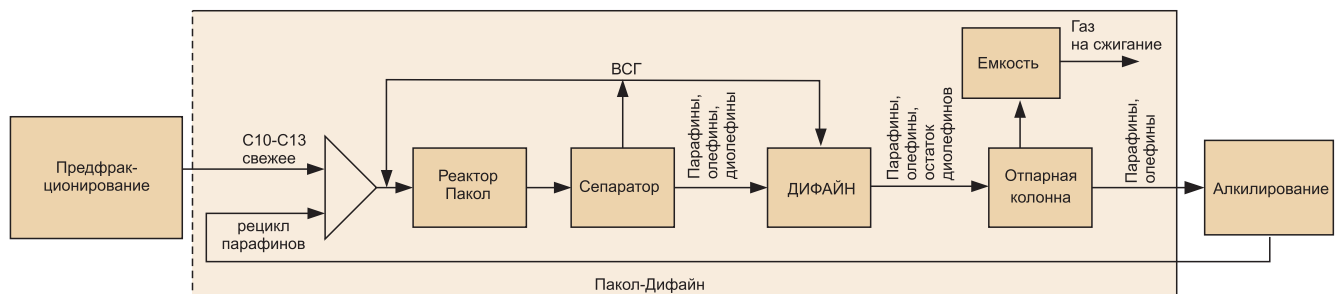 Предфрак-
ционирование
С10-С13
свежее
рецикл
парафинов
ВСГ
Реактор
Пакол
Сепаратор
Парафины,
олефины,
диолефины
ДИФАЙН
Парафины,
олефины,
остаток
диолефинов
Емкость
Газ
на сжигание
Отпарная
колонна
Парафины,
олефины
Алкилирование
Пакол-Дифайн